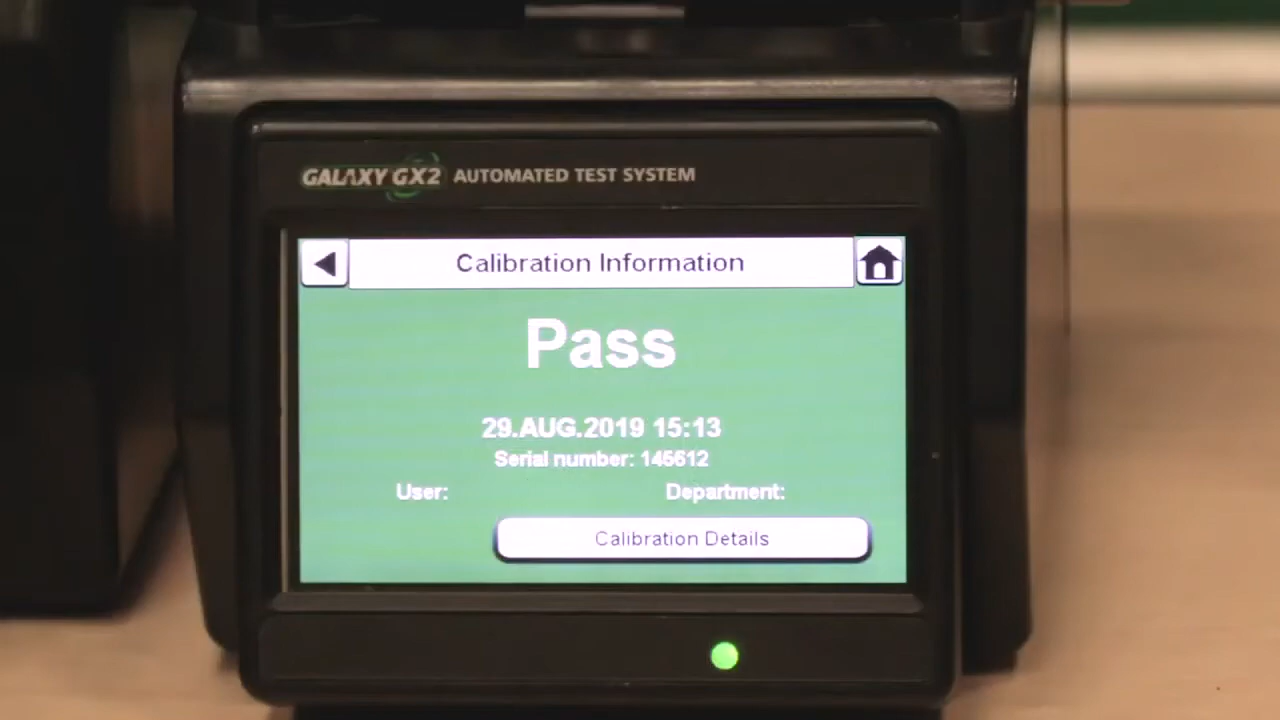 GALAXY GX2 AUTOMATED TEST SYSTEM
Calibration Information
Pass
29.AUG.2019 15:13
Serial number: 145612
User: Department:
Calibration Details